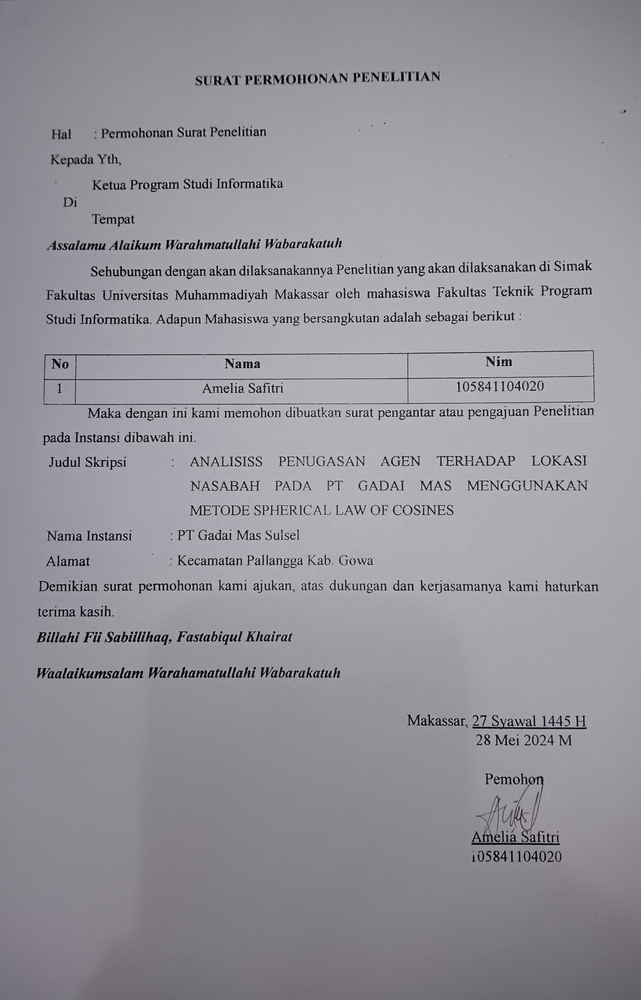 SURAT PERMOHONAN PENELITIAN
Hal : Permohonan Surat Penelitian
Kepada Yth,
Ketua Program Studi Informatika
Di
Tempat
Assalamu Alaikum Warahmatullahi Wabarakatuh
Sehubungan dengan akan dilaksanakannya Penelitian yang akan dilaksanakan di Simak
Fakultas Universitas Muhammadiyah Makassar oleh mahasiswa Fakultas Teknik Program
Studi Informatika. Adapun Mahasiswa yang bersangkutan adalah sebagai berikut :
No Nama Nim
1 Amelia Safitri 105841104020
Maka dengan ini kami memohon dibuatkan surat pengantar atau pengajuan Penelitian
pada Instansi dibawah ini.
Judul Skripsi : ANALISISS PENUGASAN AGEN TERHADAP LOKASI
NASABAH PADA PT GADAI MAS MENGGUNAKAN
METODE SPHERICAL LAW OF COSINES
Nama Instansi : PT Gadai Mas Sulsel
Alamat : Kecamatan Pallangga Kab. Gowa
Demikian surat permohonan kami ajukan, atas dukungan dan kerjasamanya kami haturkan
terima kasih.
Billahi Fii Sabiilihaq, Fastabiqul Khairat
Waalaikumsalam Warahamatullahi Wabarakatuh
Makassar, 27 Syawal 1445 H
28 Mei 2024 M
Pemohon
Amelia Safitri
105841104020